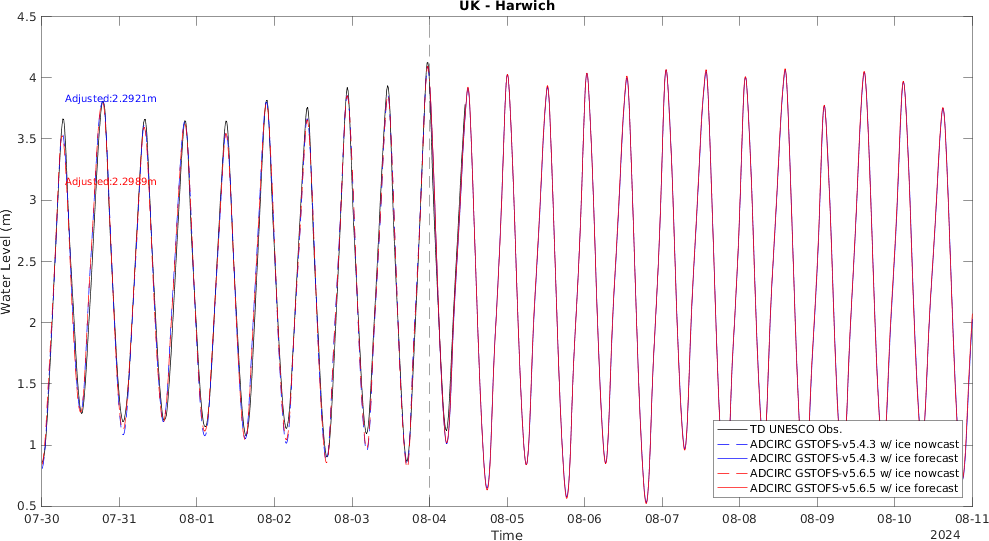 UK - Harwich
4.5
4
3.5
3
2.5
2
1.5
1
0.5
Water Level (m)
Adjusted:2.2921m
Adjusted:2.2989m
TD UNESCO Obs.
ADCIRC GSTOFS-v5.4.3 w/ ice nowcast
ADCIRC GSTOFS-v5.4.3 w/ ice forecast
ADCIRC GSTOFS-v5.6.5 w/ ice nowcast
ADCIRC GSTOFS-v5.6.5 w/ ice forecast
07-30 07-31 08-01 08-02 08-03 08-04 08-05 08-06 08-07 08-08 08-09 08-10 08-11
Time
2024